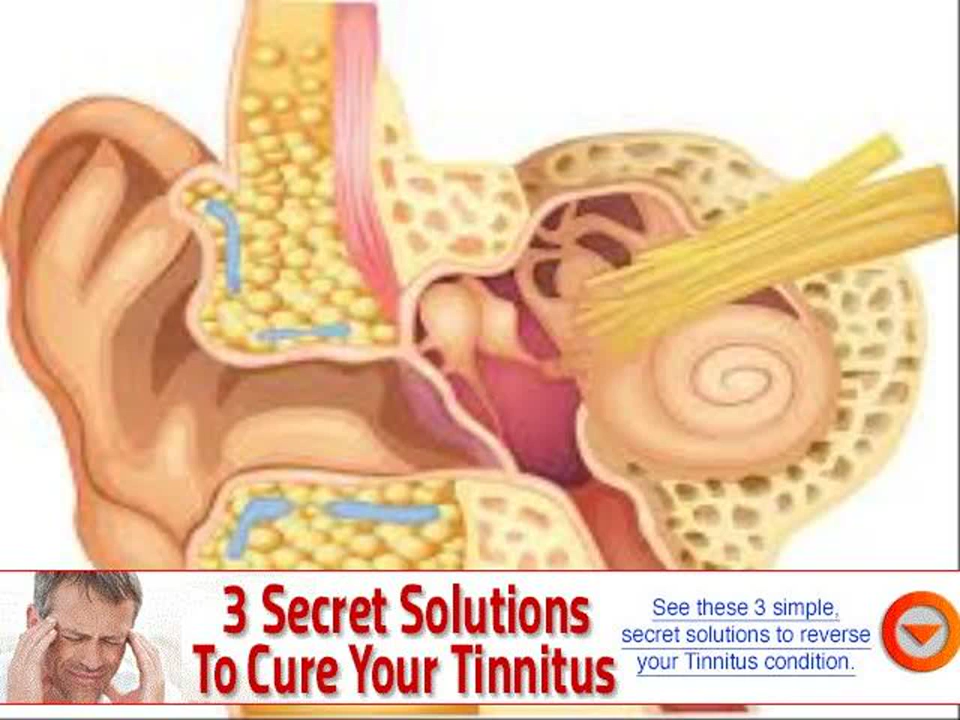 3 Secret Solutions
To Cure Your Tinnitus
See these 3 simple,
secret solutions to reverse
your Tinnitus condition.